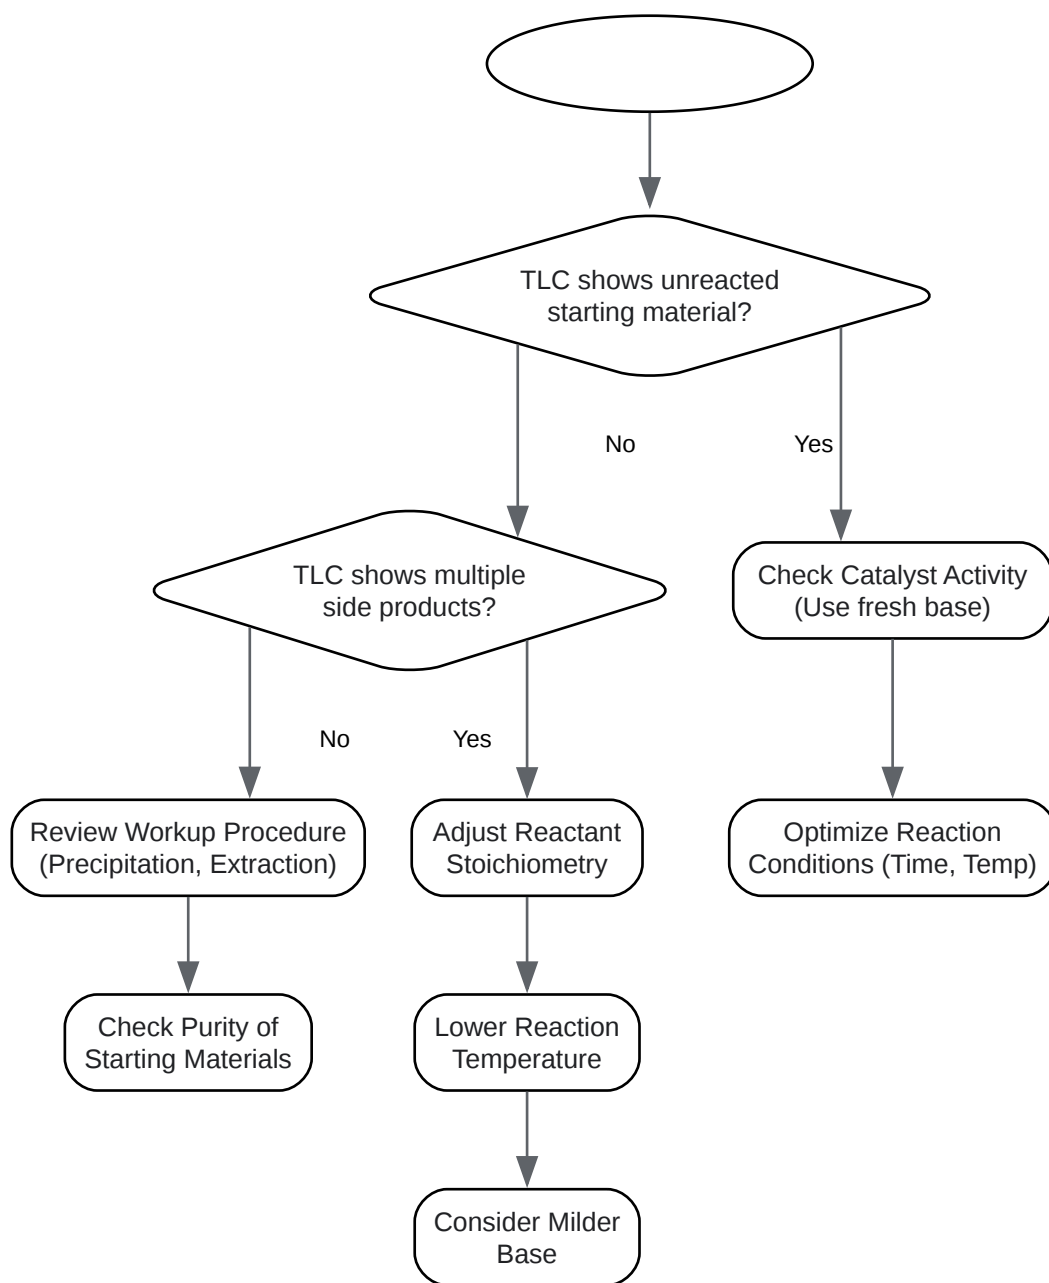 TLC shows unreacted
starting material?
No
Yes
TLC shows multiple
side products?
Check Catalyst Activity
(Use fresh base)
No
Yes
Review Workup Procedure
(Precipitation, Extraction)
Adjust Reactant
Stoichiometry
Optimize Reaction
Conditions (Time, Temp)
Check Purity of
Starting Materials
Lower Reaction
Temperature
Consider Milder
Base